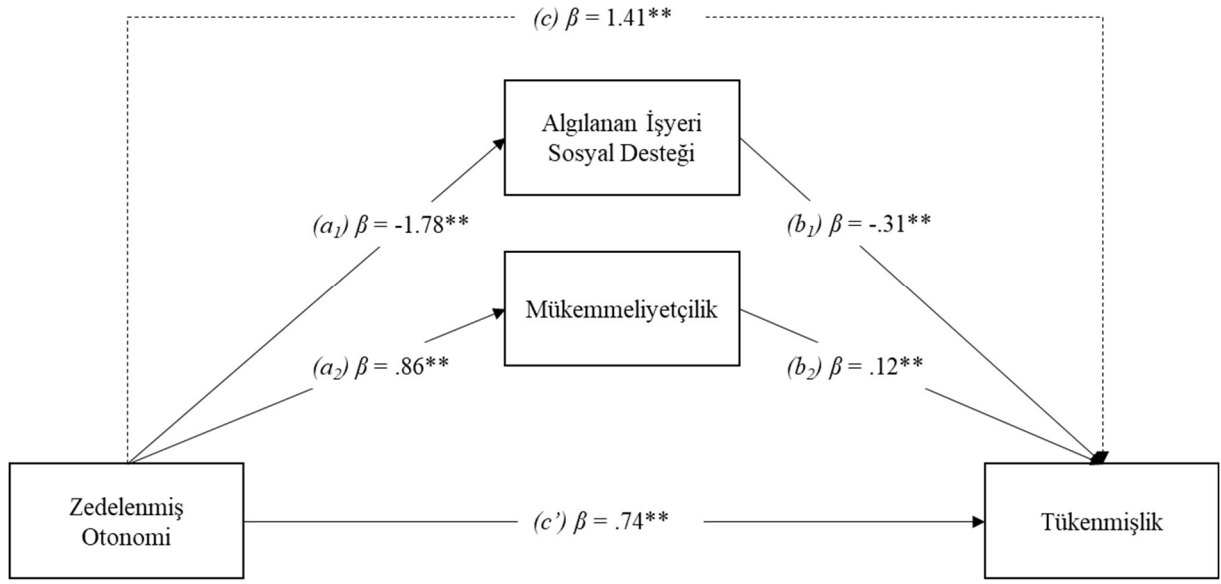 (c) β = 1.41**
Algılanan İşyeri
Sosyal Desteği
(a₁) β = -1.78**
(b₁) β = -.31**
Mükemmeliyetçilik
(a₂) β = .86**
(b₂) β = .12**
Zedelenmiş
Otonomi
(c’) β = .74**
Tükenmişlik